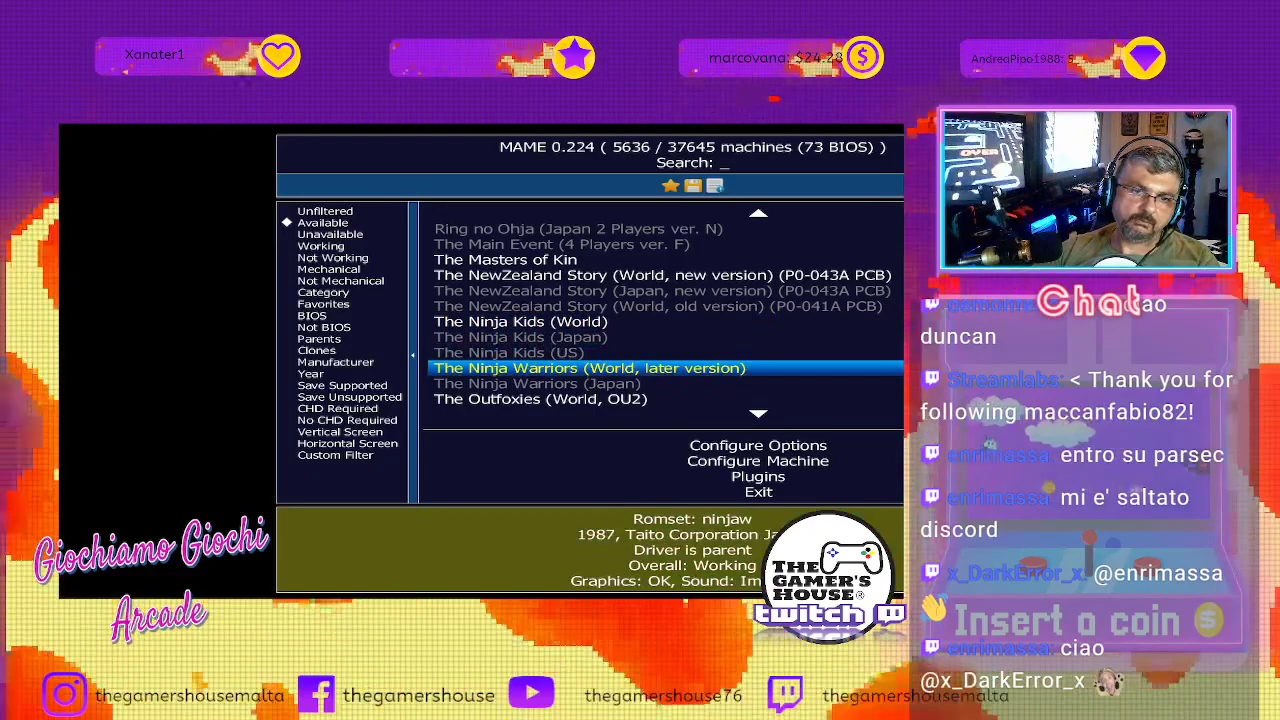 Xanater1
marcovana: $24.28
AndreaPipo1988: 5
MAME 0.224 ( 5636 / 37645 machines (73 BIOS) )
Search: _
Unfiltered
Available
Unavailable
Working
Not Working
Mechanical
Not Mechanical
Category
Favorites
BIOS
Not BIOS
Parents
Clones
Manufacturer
Year
Save Supported
Save Unsupported
CHD Required
No CHD Required
Vertical Screen
Horizontal Screen
Custom Filter
Ring no Ohja (Japan 2 Players ver. N)
The Main Event (4 Players ver. F)
The Masters of Kin
The NewZealand Story (World, new version) (P0-043A PCB)
The NewZealand Story (Japan, new version) (P0-043A PCB)
The NewZealand Story (World, old version) (P0-041A PCB)
The Ninja Kids (World)
The Ninja Kids (Japan)
The Ninja Kids (US)
The Ninja Warriors (World, later version)
The Ninja Warriors (Japan)
The Outfoxies (World, OU2)
Configure Options
Configure Machine
Plugins
Exit
Romset: ninjaw
1987, Taito Corporation Ja
Driver is parent
Overall: Working
Graphics: OK, Sound: Im
Giochiamo Giochi
Arcade
THE
GAMER'S
HOUSE®
twitch
OVER
Chat
ao
duncan
Streamlabs: < Thank you for
following maccanfabio82!
enrimassa: entro su parsec
enrimassa: mi e' saltato
discord
x_DarkError_x: @enrimassa
Insert a coin
enrimassa: ciao
@x_DarkError_x
thegamershousemalta
thegamershouse
thegamershouse76
thegamershousemalta